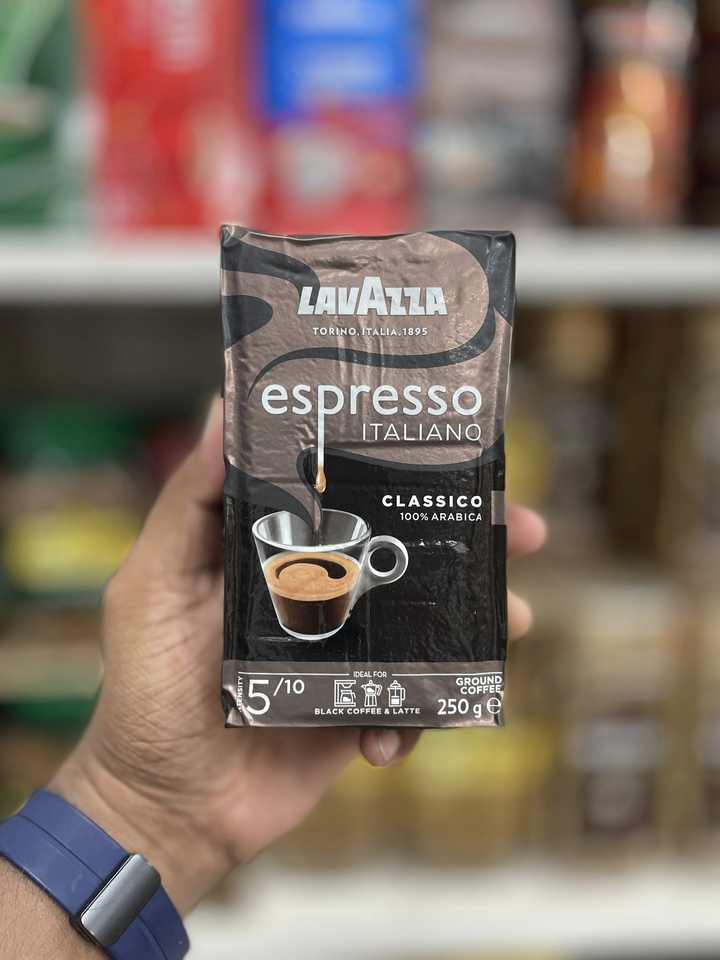 LAVAZZA
TORINO, ITALIA, 1895
espresso
ITALIANO
CLASSICO
100% ARABICA
INTENSITY
5/10
IDEAL FOR
BLACK COFFEE & LATTE
GROUND
COFFEE
250 g e